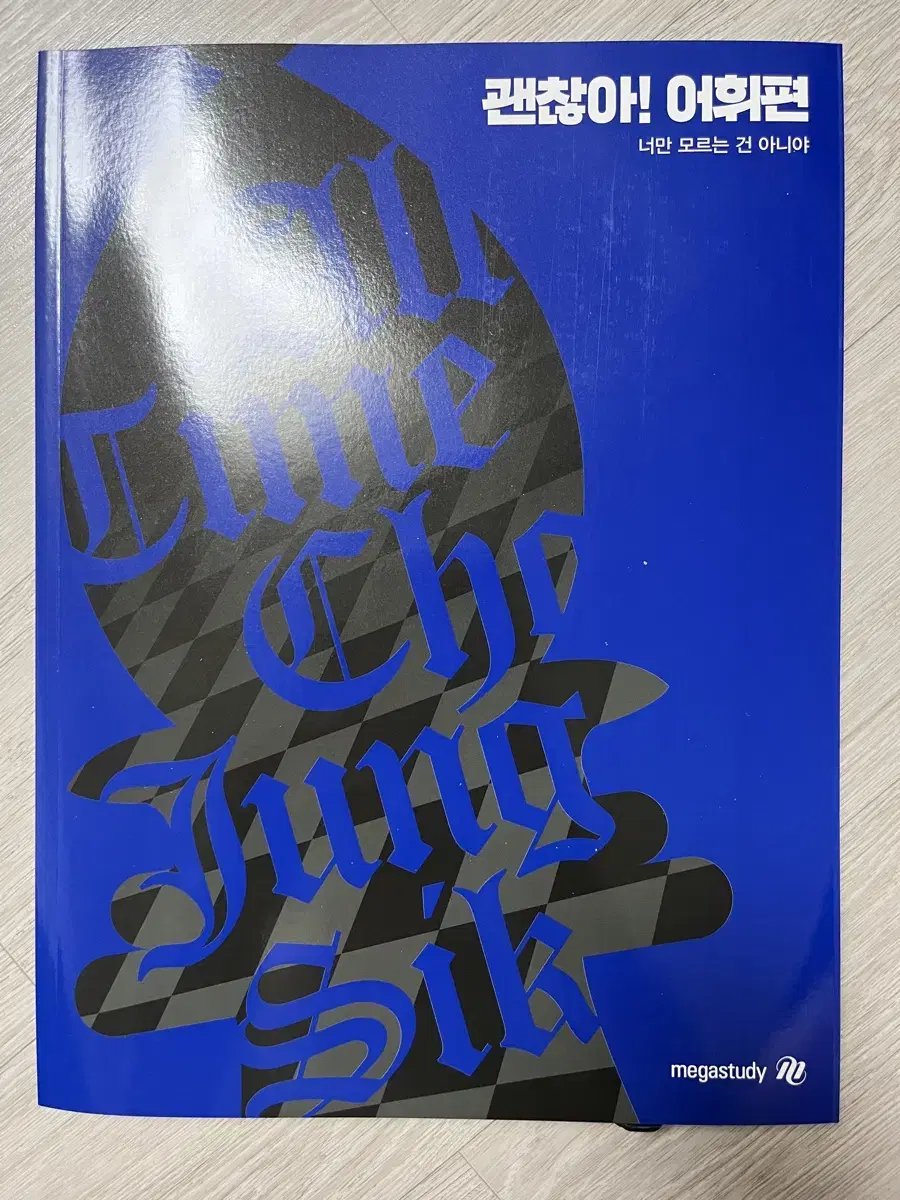 괜찮아! 어휘편
너만 모르는 건 아니야
All
Time
Cho
Jung
Sik
megastudy